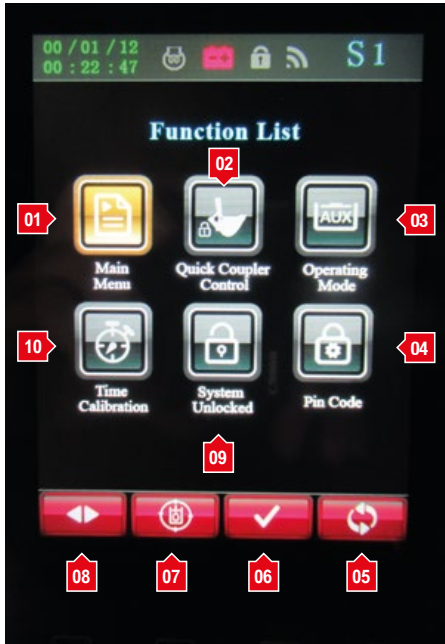 00 / 01 / 12
00 : 22 : 47
S 1
Function List
02
01
AUX
03
Main
Menu
Quick Coupler
Control
Operating
Mode
10
04
Time
Calibration
System
Unlocked
Pin Code
09
08
07
06
05